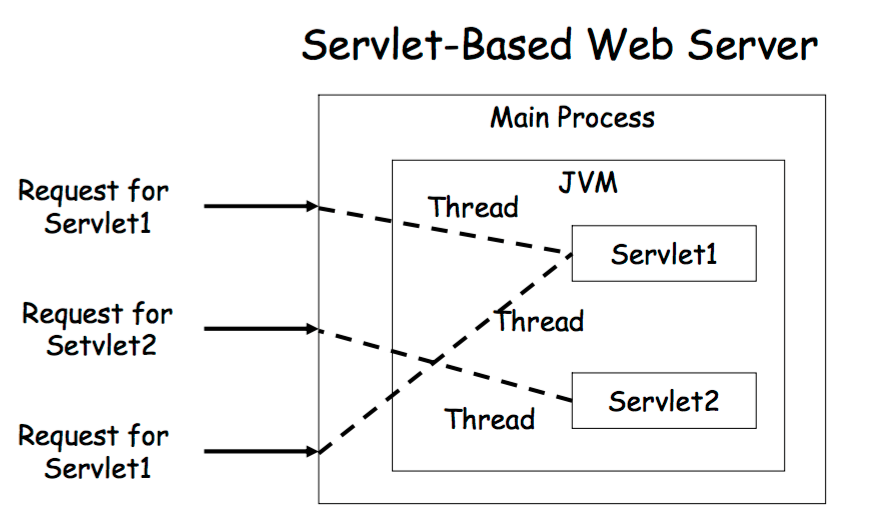 Servlet-Based Web Server
Main Process
JVM
Request for
Servlet1
Thread
Servlet1
Request for
Setvlet2
Thread
Servlet2
Thread
Request for
Servlet1